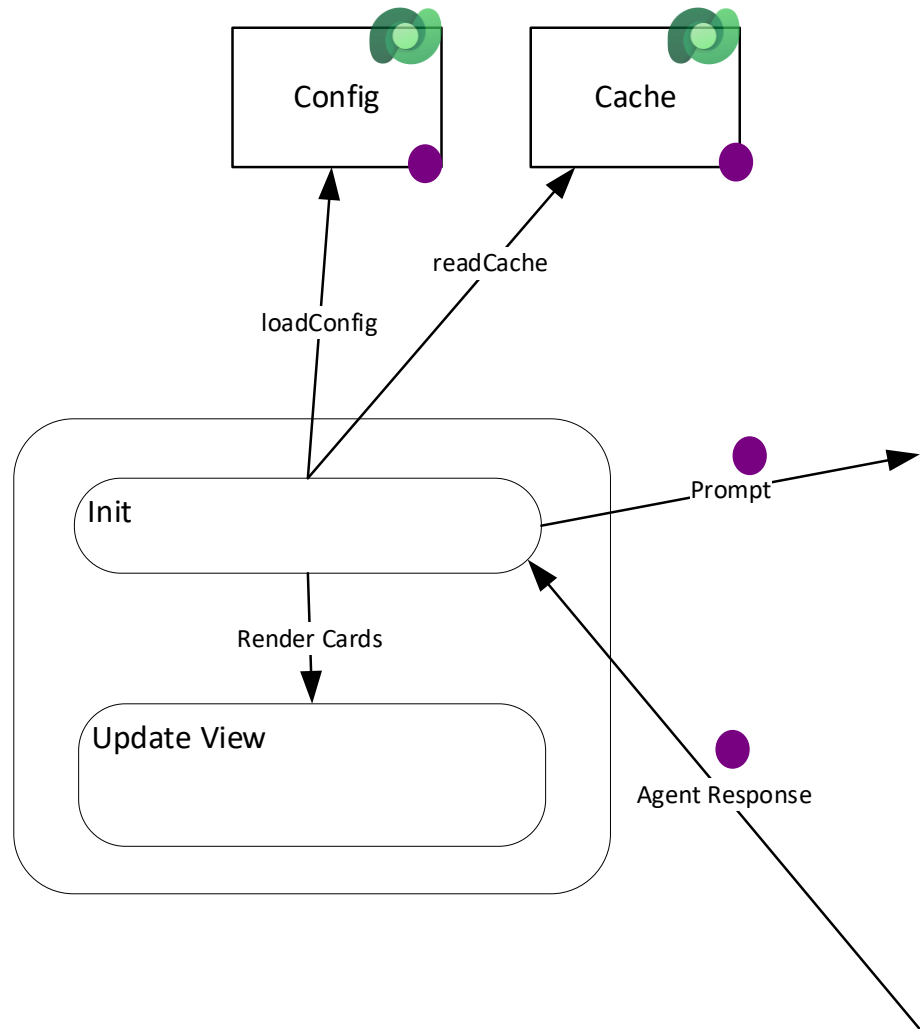 Config
Cache
readCache
loadConfig
Prompt
Init
Render Cards
Update View
Agent Response